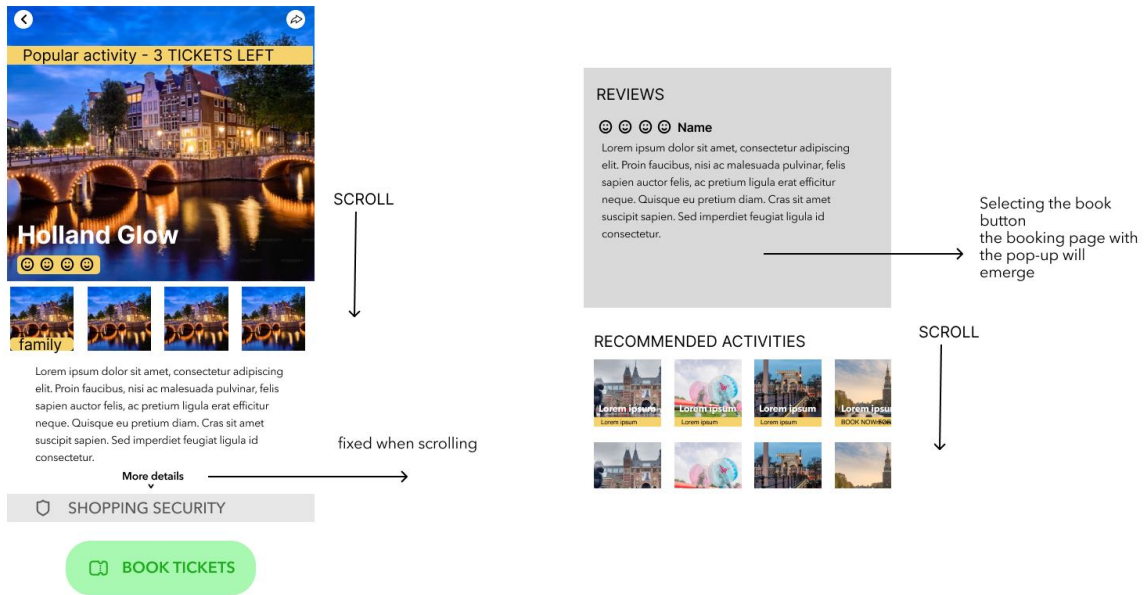 Popular activity - 3 TICKETS LEFT
Holland Glow
family
Lorem ipsum dolor sit amet, consectetur adipiscing
elit. Proin faucibus, nisi ac malesuada pulvinar, felis
sapien auctor felis, ac pretium ligula erat efficitur
neque. Quisque eu pretium diam. Cras sit amet
suscipit sapien. Sed imperdiet feugiat ligula id
consectetur.
More details
SHOPPING SECURITY
BOOK TICKETS
SCROLL
fixed when scrolling
REVIEWS
Name
Lorem ipsum dolor sit amet, consectetur adipiscing
elit. Proin faucibus, nisi ac malesuada pulvinar, felis
sapien auctor felis, ac pretium ligula erat efficitur
neque. Quisque eu pretium diam. Cras sit amet
suscipit sapien. Sed imperdiet feugiat ligula id
consectetur.
Selecting the book
button
the booking page with
the pop-up will
emerge
RECOMMENDED ACTIVITIES
SCROLL
Lorem ipsum Lorem ipsum Lorem ipsum Lorem ipsum
Lorem ipsum Lorem ipsum Lorem ipsum BOOK NOW